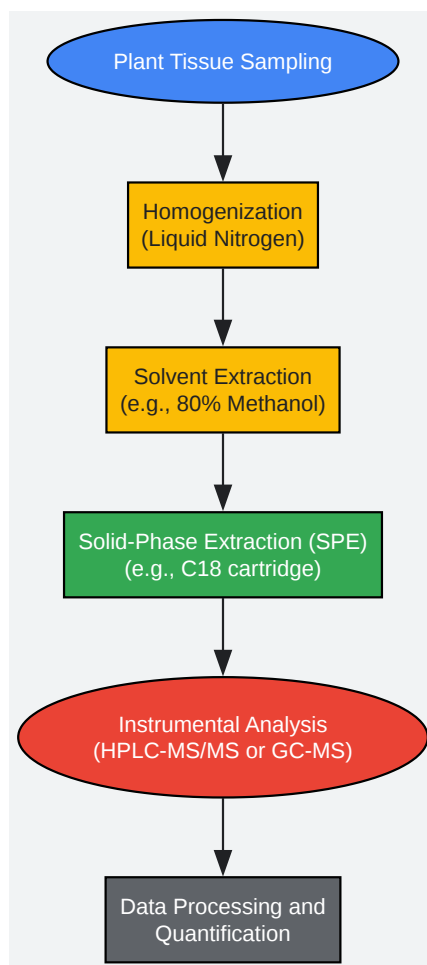 Plant Tissue Sampling
Homogenization
(Liquid Nitrogen)
Solvent Extraction
(e.g., 80% Methanol)
Solid-Phase Extraction (SPE)
(e.g., C18 cartridge)
Instrumental Analysis
(HPLC-MS/MS or GC-MS)
Data Processing and
Quantification